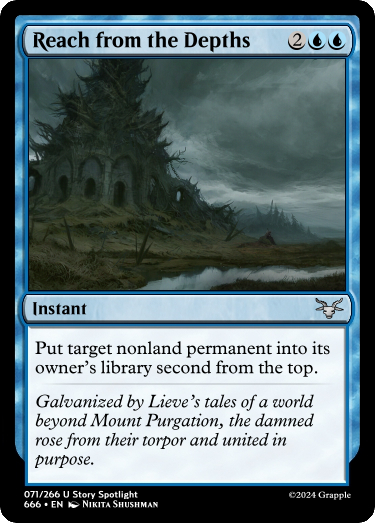 Reach from the Depths 2
Instant
Put target nonland permanent into its
owner's library second from the top.
Galvanized by Lieve's tales of a world
beyond Mount Purgation, the damned
rose from their torpor and united in
purpose.
071/266 U Story Spotlight
666 • EN Nikita Shushman
©2024 Grapple